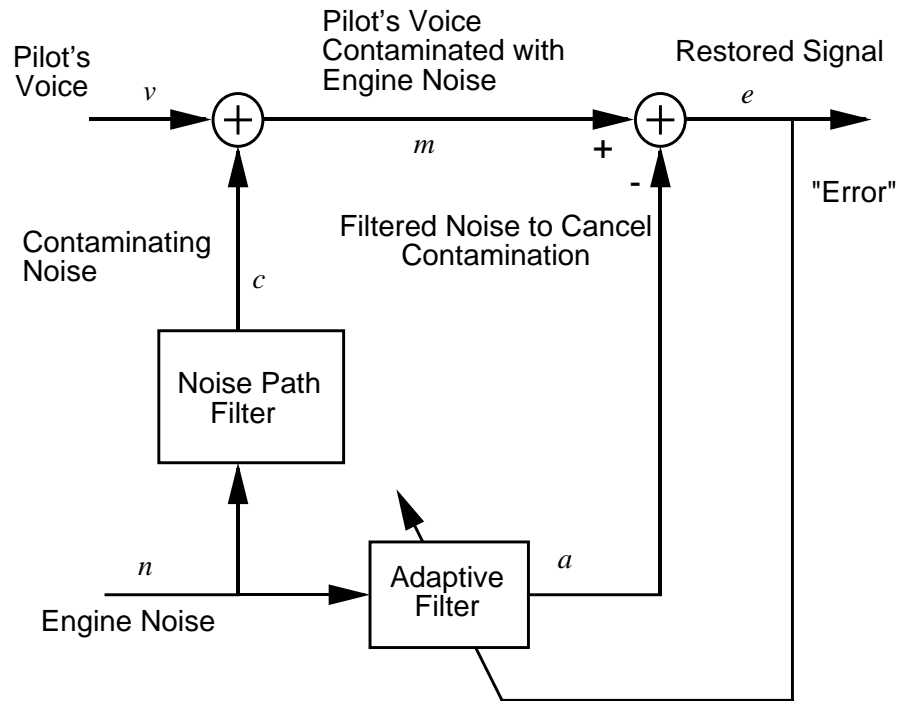 Pilot's
Voice
v
+
Pilot's Voice
Contaminated with
Engine Noise
m
+
+
-
Restored Signal
e
"Error"
Filtered Noise to Cancel
Contamination
Contaminating
Noise
c
Noise Path
Filter
n
Engine Noise
Adaptive
Filter
a